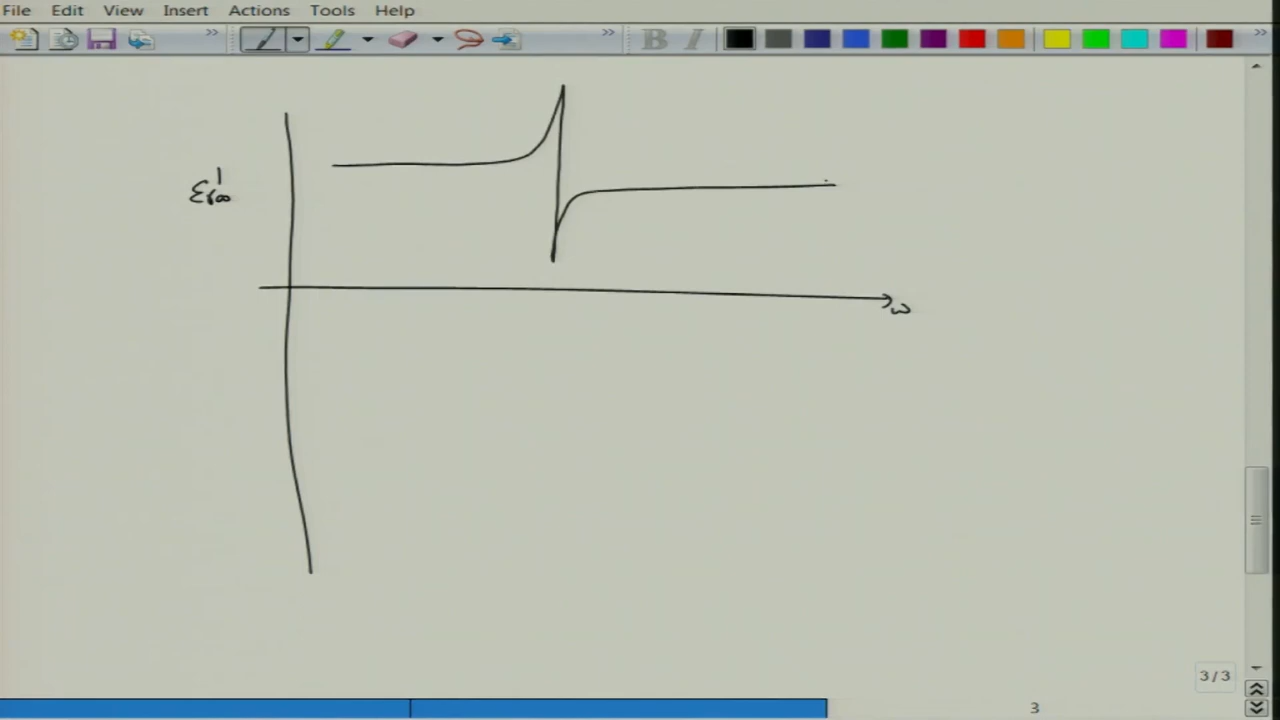 File Edit View Insert Actions Tools Help
B I
ε'r∞
ω
3 / 3
3